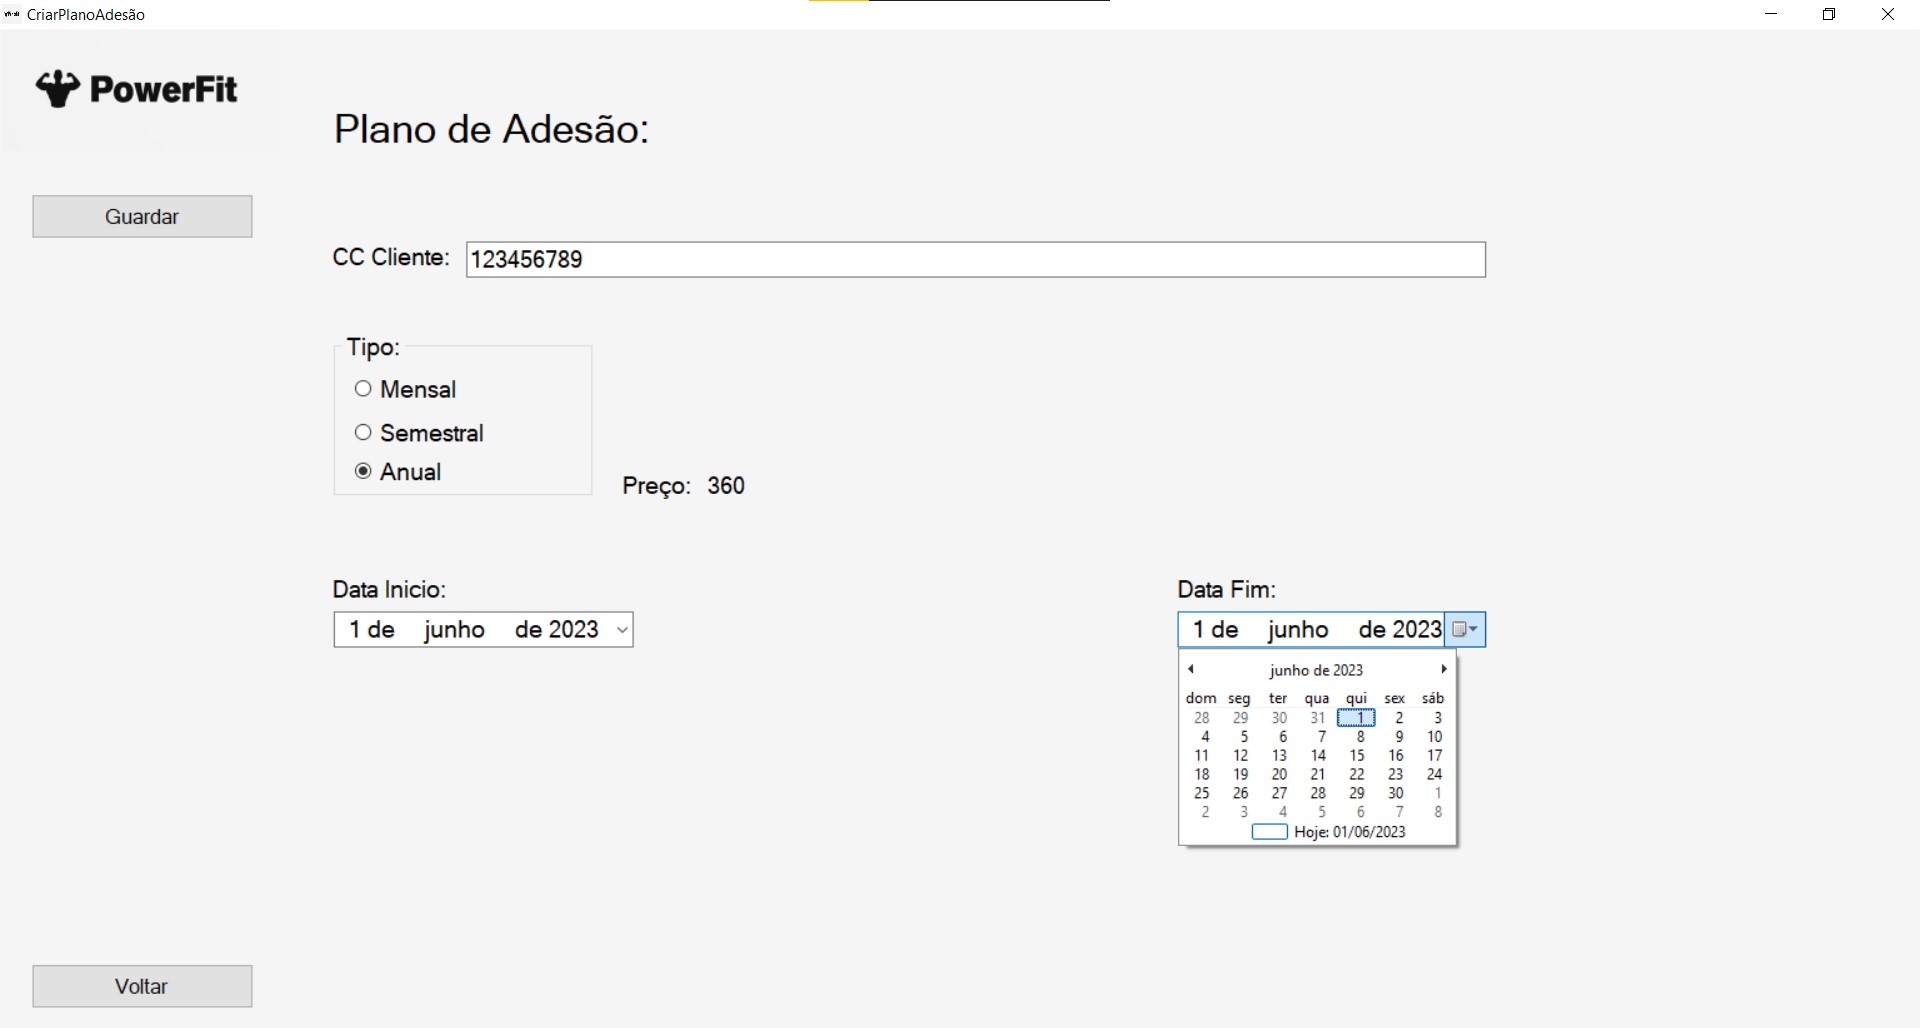 CriarPlanoAdesão
PowerFit
Plano de Adesão:
Guardar
CC Cliente: 123456789
Tipo:
Mensal
Semestral
Anual
Preço: 360
Data Inicio:
1 de junho de 2023
Data Fim:
1 de junho de 2023
junho de 2023
dom seg ter qua qui sex sáb
28 29 30 31 1 2 3
4 5 6 7 8 9 10
11 12 13 14 15 16 17
18 19 20 21 22 23 24
25 26 27 28 29 30 1
2 3 4 5 6 7 8
Hoje: 01/06/2023
Voltar